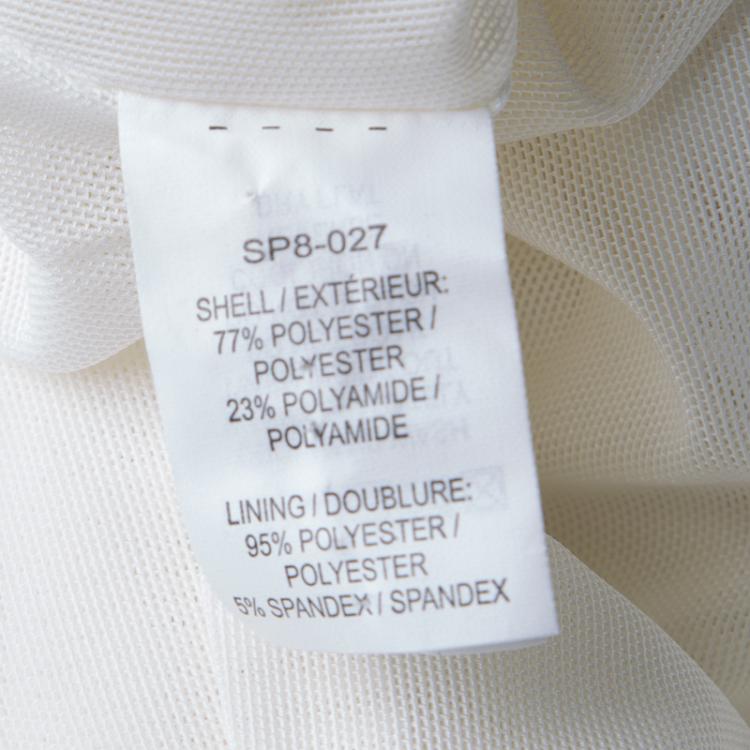 SP8-027
SHELL / EXTÉRIEUR:
77% POLYESTER /
POLYESTER
23% POLYAMIDE /
POLYAMIDE
LINING / DOUBLURE:
95% POLYESTER /
POLYESTER
5% SPANDEX / SPANDEX